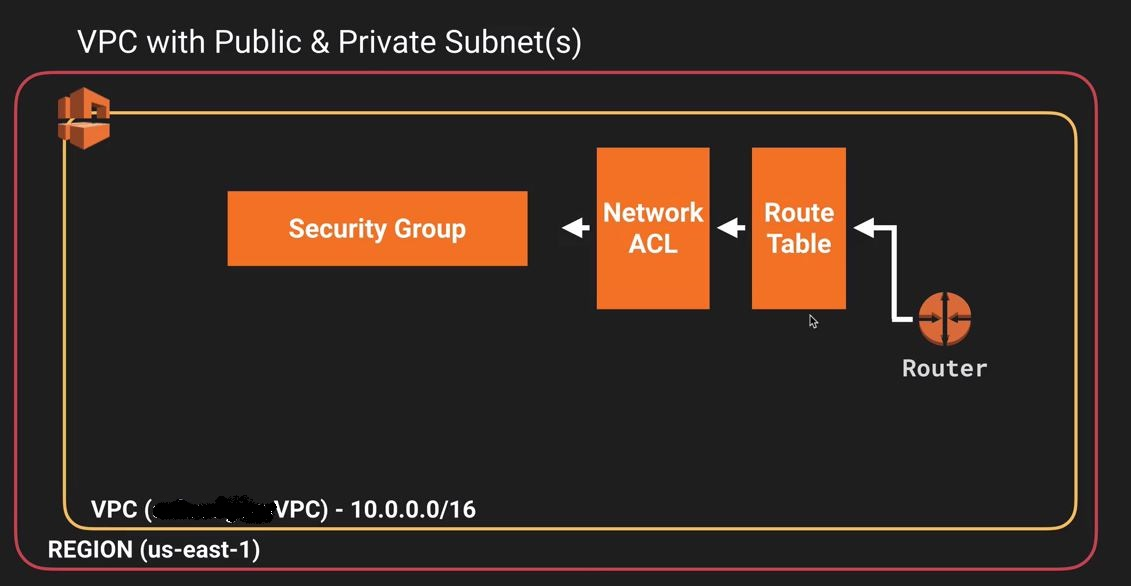 VPC with Public & Private Subnet(s)
Security Group
Network
ACL
Route
Table
Router
VPC (VPC) - 10.0.0.0/16
REGION (us-east-1)